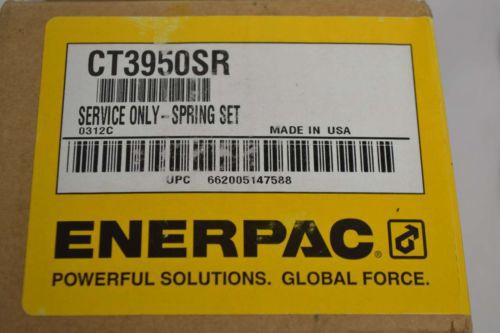 CT3950SR
SERVICE ONLY-SPRING SET
0312C MADE IN USA
UPC 662005147588
ENERPAC®
POWERFUL SOLUTIONS. GLOBAL FORCE.